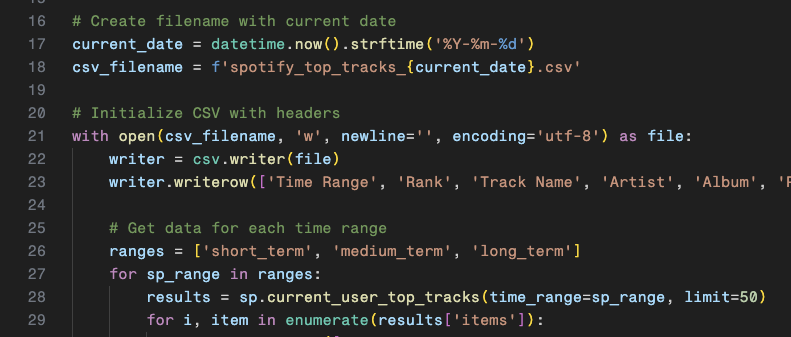 16 # Create filename with current date
17 current_date = datetime.now().strftime('%Y-%m-%d')
18 csv_filename = f'spotify_top_tracks_{current_date}.csv'
19
20 # Initialize CSV with headers
21 with open(csv_filename, 'w', newline='', encoding='utf-8') as file:
22 writer = csv.writer(file)
23 writer.writerow(['Time Range', 'Rank', 'Track Name', 'Artist', 'Album', '
24
25 # Get data for each time range
26 ranges = ['short_term', 'medium_term', 'long_term']
27 for sp_range in ranges:
28 results = sp.current_user_top_tracks(time_range=sp_range, limit=50)
29 for i, item in enumerate(results['items']):